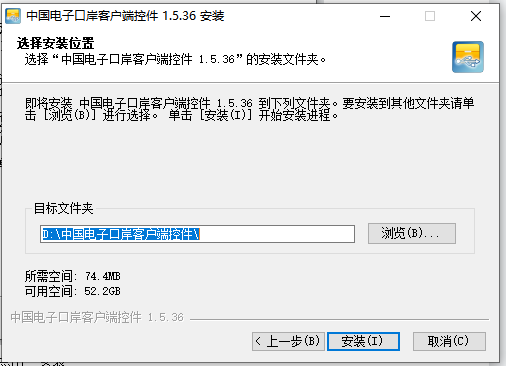 中国电子口岸客户端控件 1.5.36 安装
选择安装位置
选择“中国电子口岸客户端控件 1.5.36”的安装文件夹。
即将安装 中国电子口岸客户端控件 1.5.36 到下列文件夹。要安装到其他文件夹请单
击 [浏览(B)] 进行选择。 单击 [安装(I)] 开始安装进程。
目标文件夹
D:\中国电子口岸客户端控件\
浏览(B)...
所需空间: 74.4MB
可用空间: 52.2GB
中国电子口岸客户端控件 1.5.36
< 上一步(B)
安装(I)
取消(C)